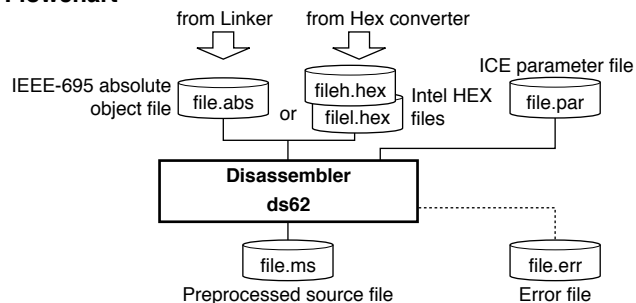 from Linker
from Hex converter
IEEE-695 absolute
object file
file.abs
or
fileh.hex
filel.hex
Intel HEX
files
ICE parameter file
file.par
Disassembler
ds62
file.ms
Preprocessed source file
file.err
Error file